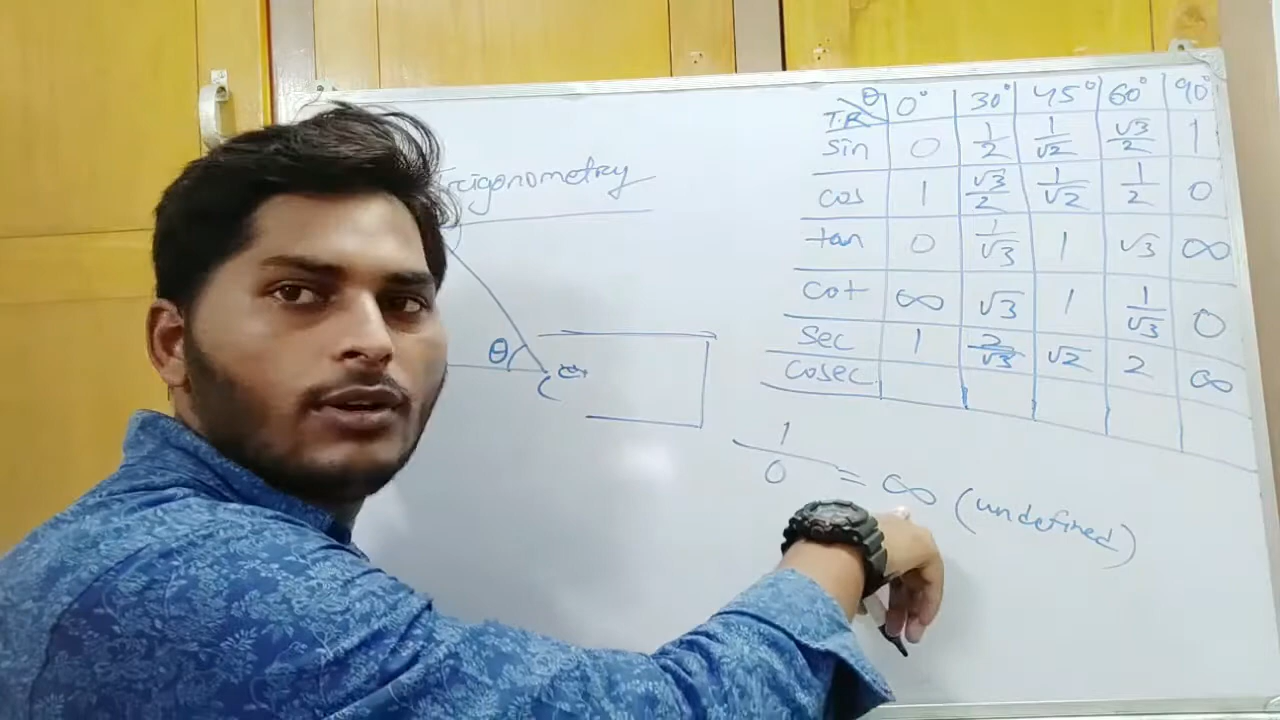 Trigonometry
θ
C
T.R θ 0° 30° 45° 60° 90°
sin 0 1/2 1/√2 √3/2 1
cos 1 √3/2 1/√2 1/2 0
tan 0 1/√3 1 √3 ∞
cot ∞ √3 1 1/√3 0
sec 1 2/√3 √2 2 ∞
cosec
1/0 = ∞ (undefined)